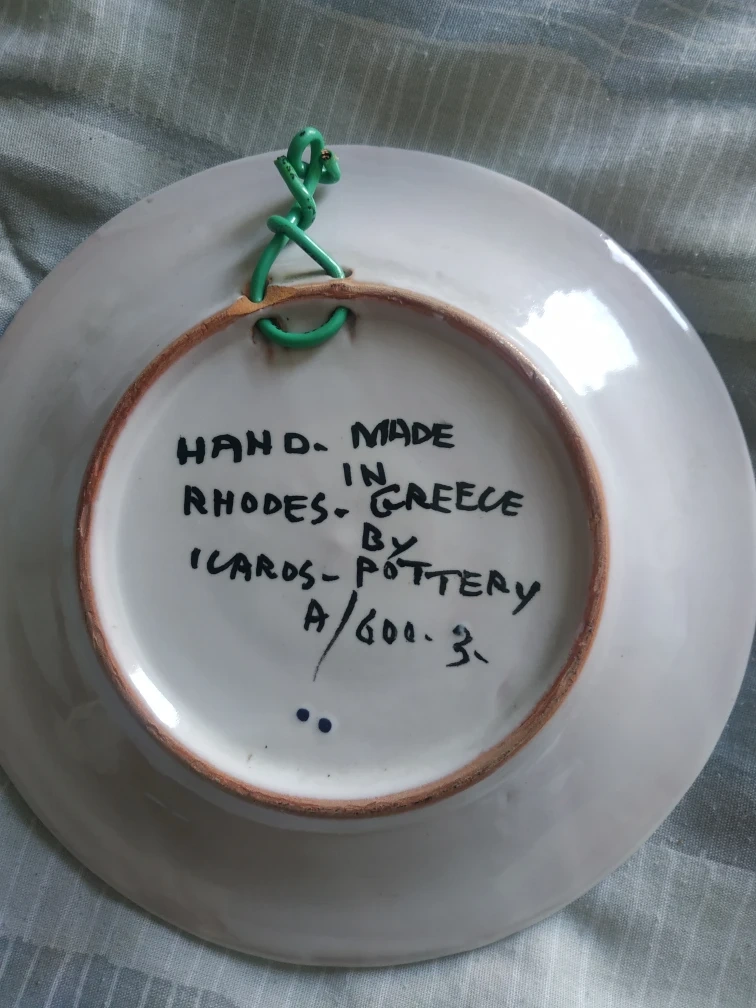 HAND. MADE
IN
RHODES. GREECE
BY
ICAROS- POTTERY
A/600. 3.